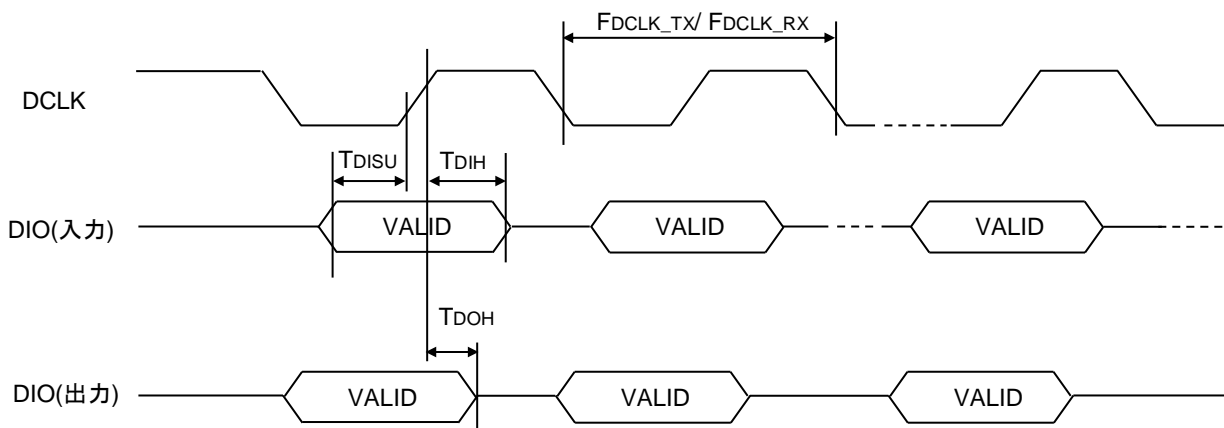 FDCLK_TX/ FDCLK_RX
DCLK
TDISU TDIH
DIO(入力) VALID VALID VALID
TDOH
DIO(出力) VALID VALID VALID